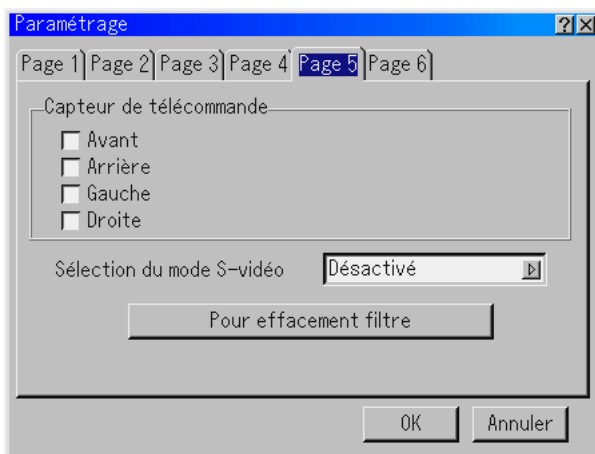 Paramétrage
Page 1 Page 2 Page 3 Page 4 Page 5 Page 6
Capteur de télécommande
Avant
Arrière
Gauche
Droite
Sélection du mode S-vidéo Désactivé
Pour effacement filtre
OK Annuler